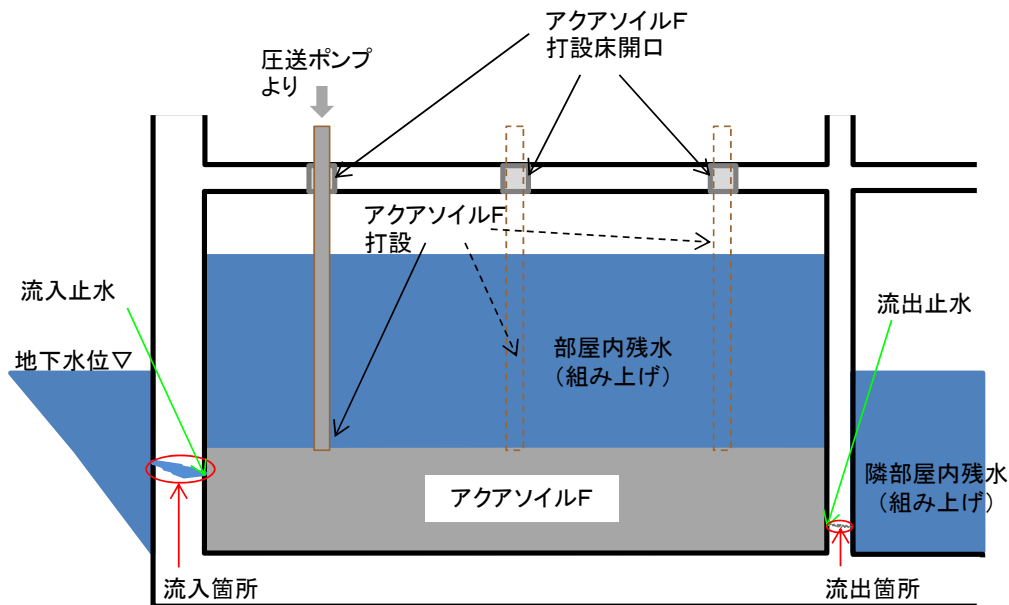 アクアソイルF
打設床開口
圧送ポンプ
より
アクアソイルF
打設
流入止水
流出止水
地下水位▽
部屋内残水
（組み上げ）
隣部屋内残水
（組み上げ）
アクアソイルF
流入箇所
流出箇所